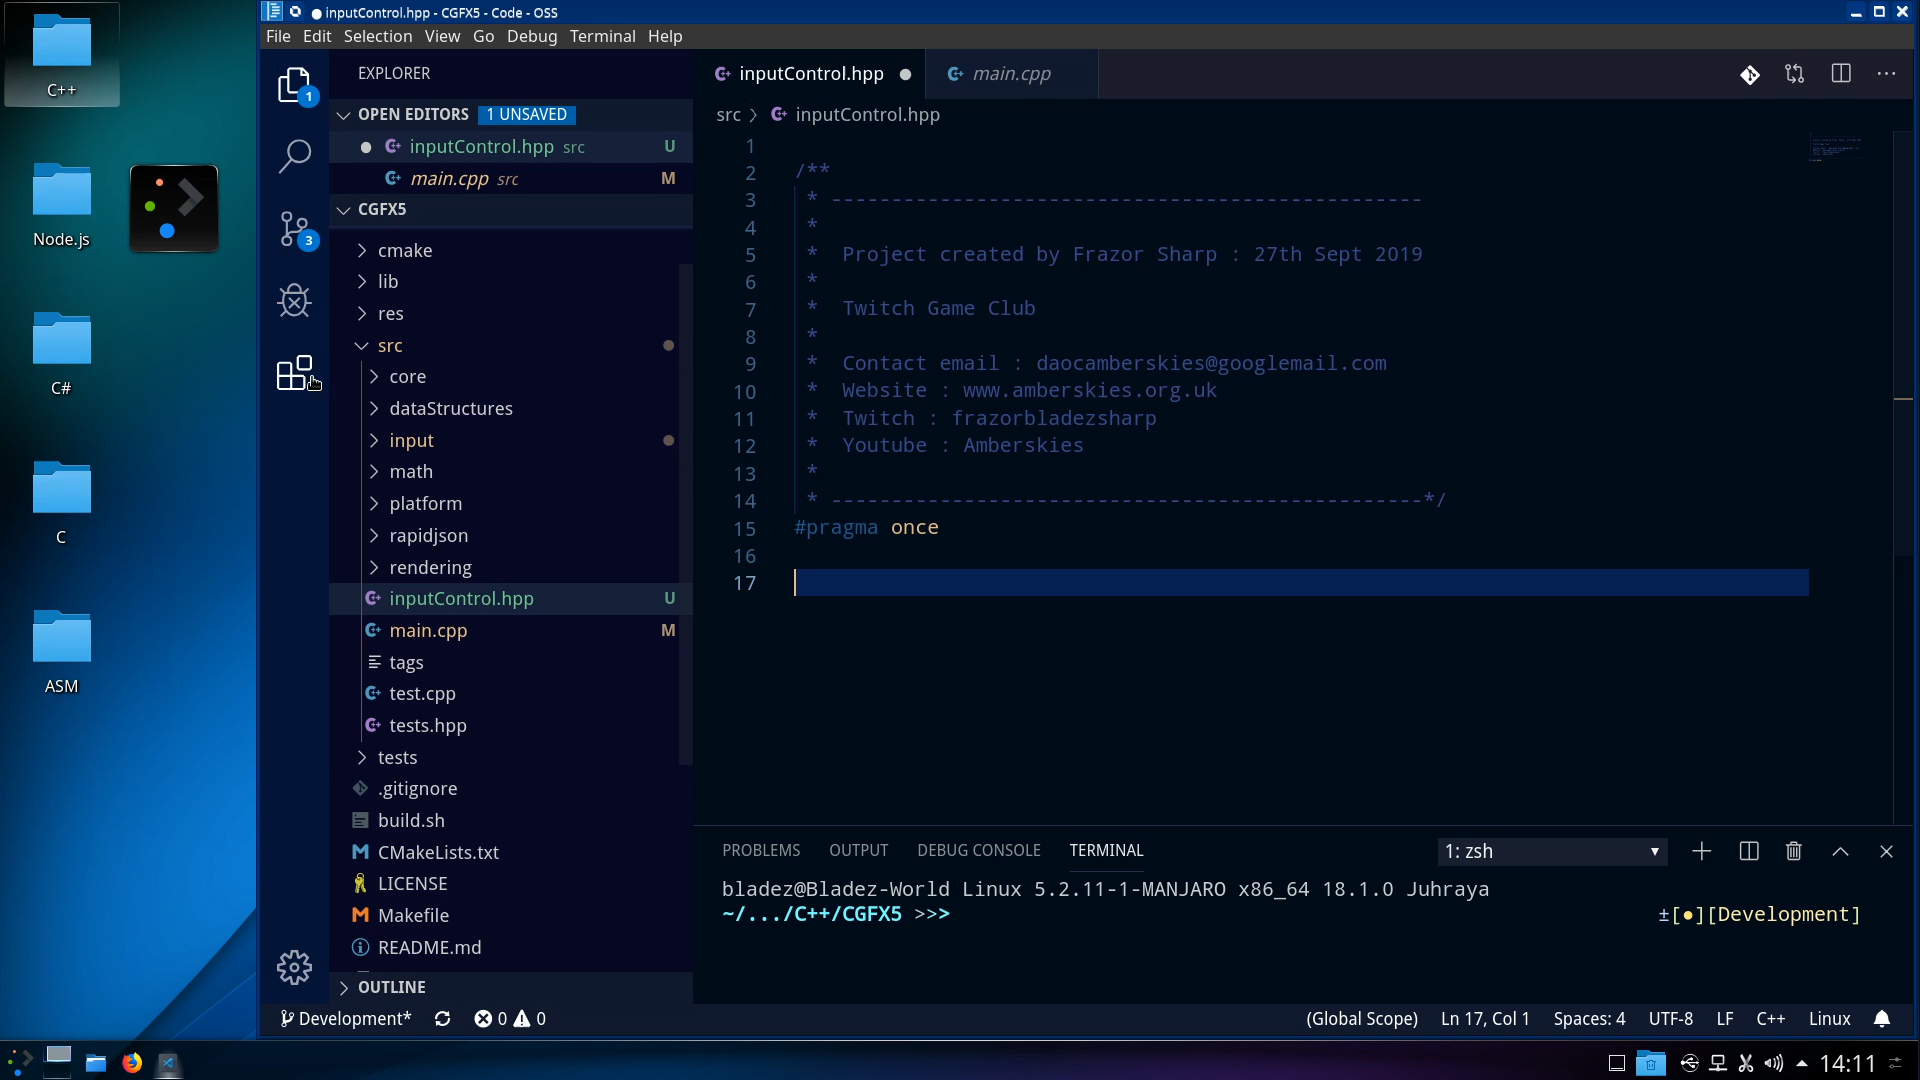 C++
Node.js
C#
C
ASM
inputControl.hpp - CGFX5 - Code - OSS
File Edit Selection View Go Debug Terminal Help
1
3
EXPLORER
OPEN EDITORS 1 UNSAVED
inputControl.hpp src U
main.cpp src M
CGFX5
cmake
lib
res
src
core
dataStructures
input
math
platform
rapidjson
rendering
inputControl.hpp U
main.cpp M
tags
test.cpp
tests.hpp
tests
.gitignore
build.sh
CMakeLists.txt
LICENSE
Makefile
README.md
OUTLINE
inputControl.hpp main.cpp
src > inputControl.hpp
1
2 /**
3 * -------------------------------------------------
4 *
5 * Project created by Frazor Sharp : 27th Sept 2019
6 *
7 * Twitch Game Club
8 *
9 * Contact email : daocamberskies@googlemail.com
10 * Website : www.amberskies.org.uk
11 * Twitch : frazorbladezsharp
12 * Youtube : Amberskies
13 *
14 * -------------------------------------------------*/
15 #pragma once
16
17
PROBLEMS OUTPUT DEBUG CONSOLE TERMINAL 1: zsh
bladez@Bladez-World Linux 5.2.11-1-MANJARO x86_64 18.1.0 Juhraya
~/.../C++/CGFX5 >>> ±[●][Development]
Development* 0 0 (Global Scope) Ln 17, Col 1 Spaces: 4 UTF-8 LF C++ Linux
14:11